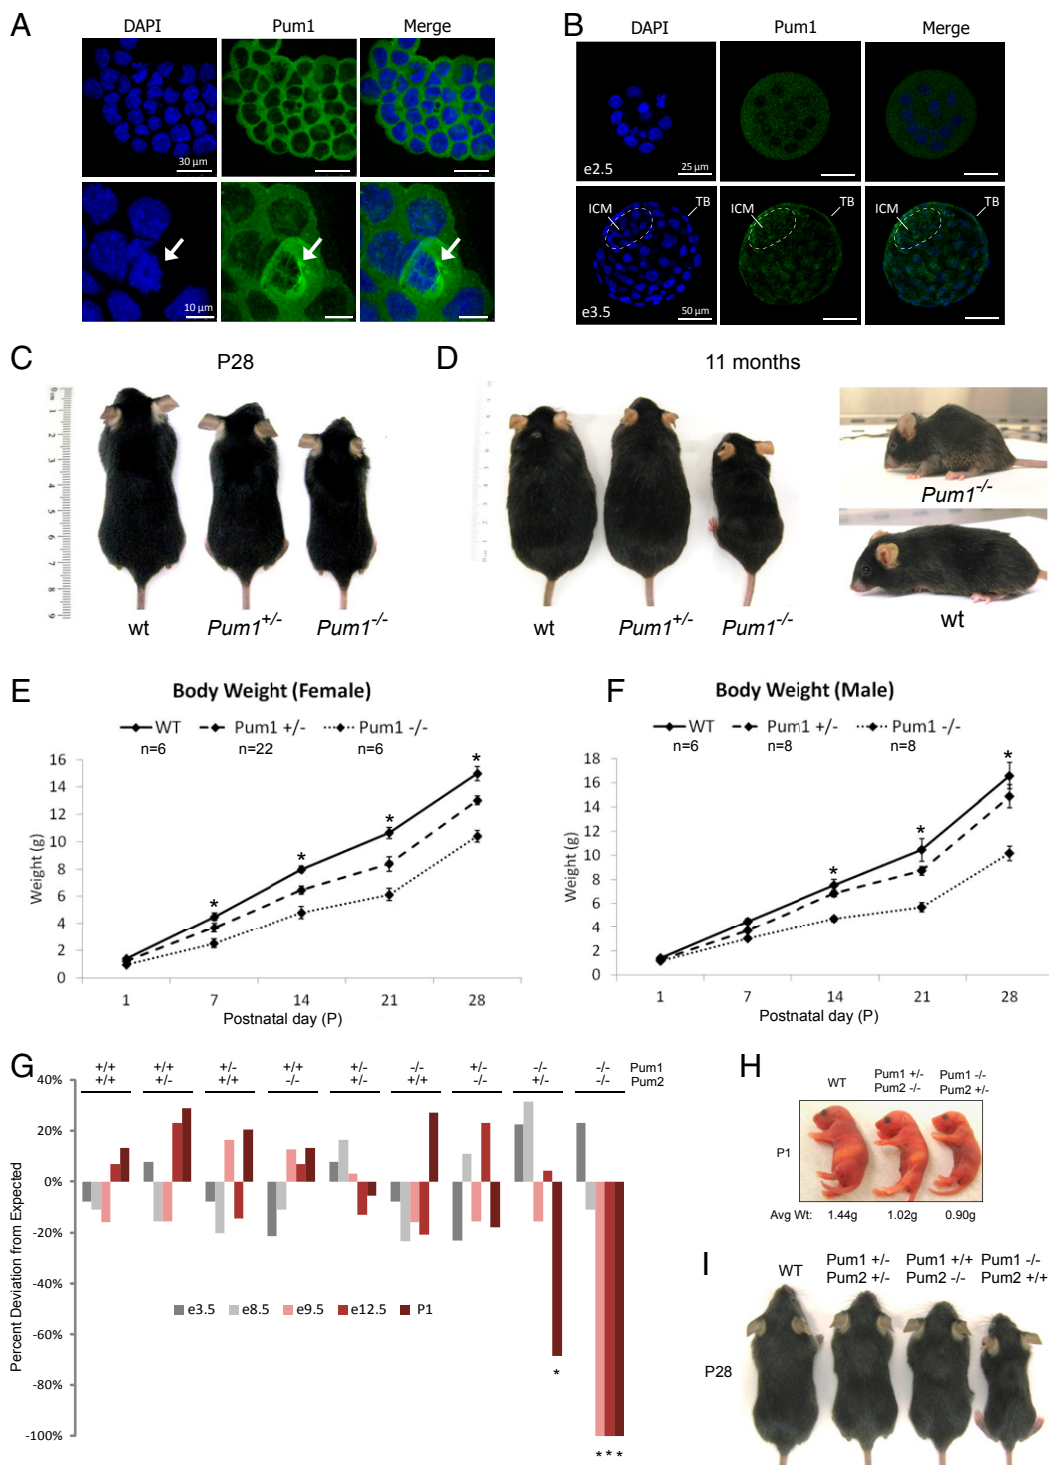 A
DAPI
Pum1
Merge
30 µm
10 µm
B
DAPI
Pum1
Merge
e2.5
25 µm
ICM
TB
ICM
TB
ICM
TB
e3.5
50 µm
C
P28
wt
Pum1+/-
Pum1-/-
D
11 months
wt
Pum1+/-
Pum1-/-
Pum1-/-
wt
E
Body Weight (Female)
WT
Pum1 +/-
Pum1 -/-
n=6
n=22
n=6
Weight (g)
16
14
12
10
8
6
4
2
0
* * * *
1 7 14 21 28
Postnatal day (P)
F
Body Weight (Male)
WT
Pum1 +/-
Pum1 -/-
n=6
n=8
n=8
Weight (g)
18
16
14
12
10
8
6
4
2
0
* * *
1 7 14 21 28
Postnatal day (P)
G
+/+ +/+ +/- +/+ +/- -/- +/- -/- -/- Pum1
+/+ +/- +/+ -/- +/- +/+ -/- +/- -/- Pum2
Percent Deviation from Expected
40%
20%
0%
-20%
-40%
-60%
-80%
-100%
e3.5 e8.5 e9.5 e12.5 P1
*
* * *
H
WT
Pum1 +/-
Pum2 -/-
Pum1 -/-
Pum2 +/-
P1
Avg Wt: 1.44g 1.02g 0.90g
I
WT
Pum1 +/-
Pum2 +/-
Pum1 +/+
Pum2 -/-
Pum1 -/-
Pum2 +/+
P28